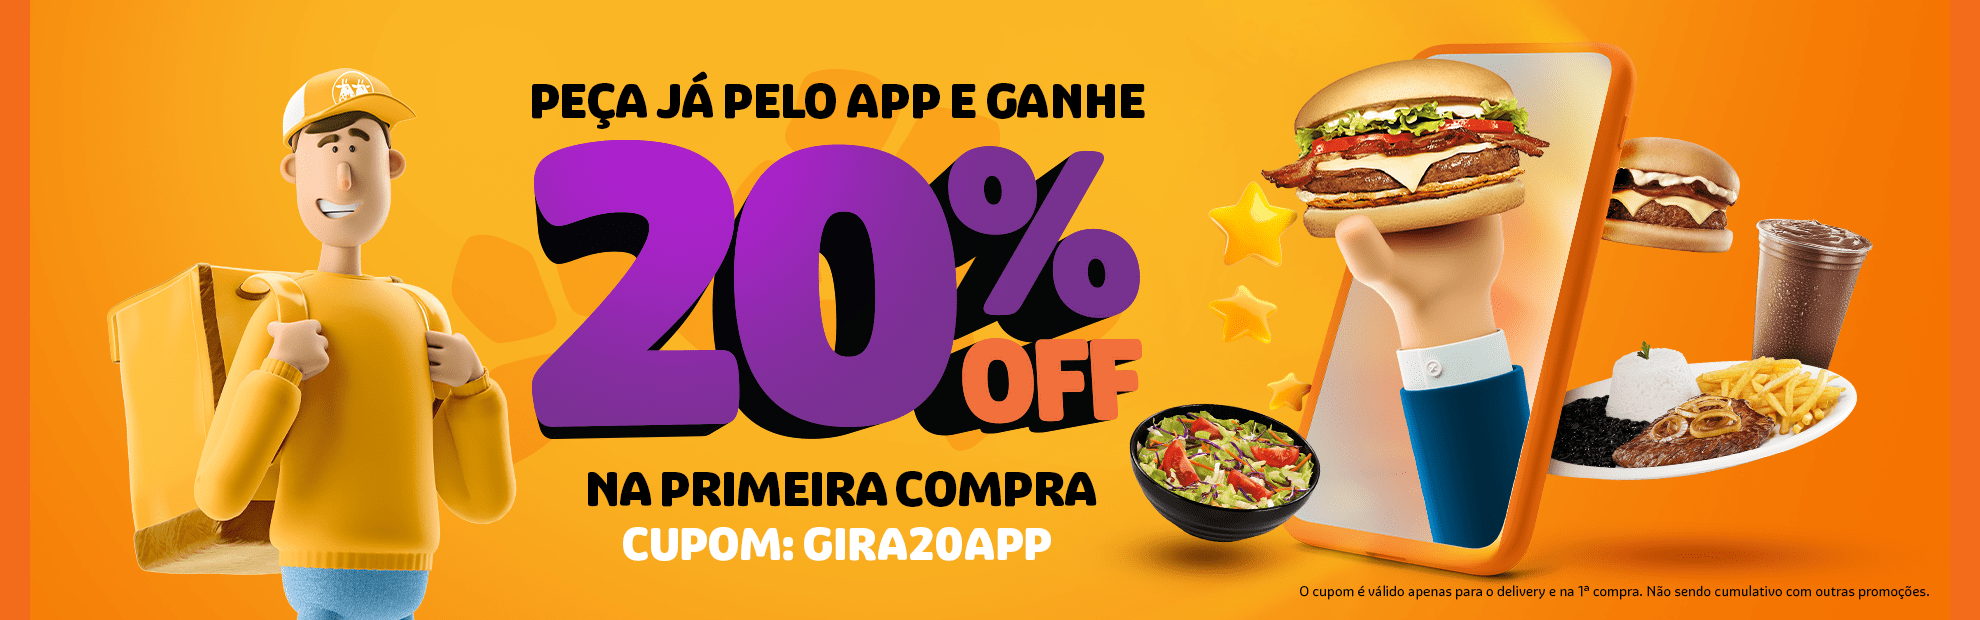 PEÇA JÁ PELO APP E GANHE
20%
OFF
NA PRIMEIRA COMPRA
CUPOM: GIRA20APP
O cupom é válido apenas para o delivery e na 1ª compra. Não sendo cumulativo com outras promoções.